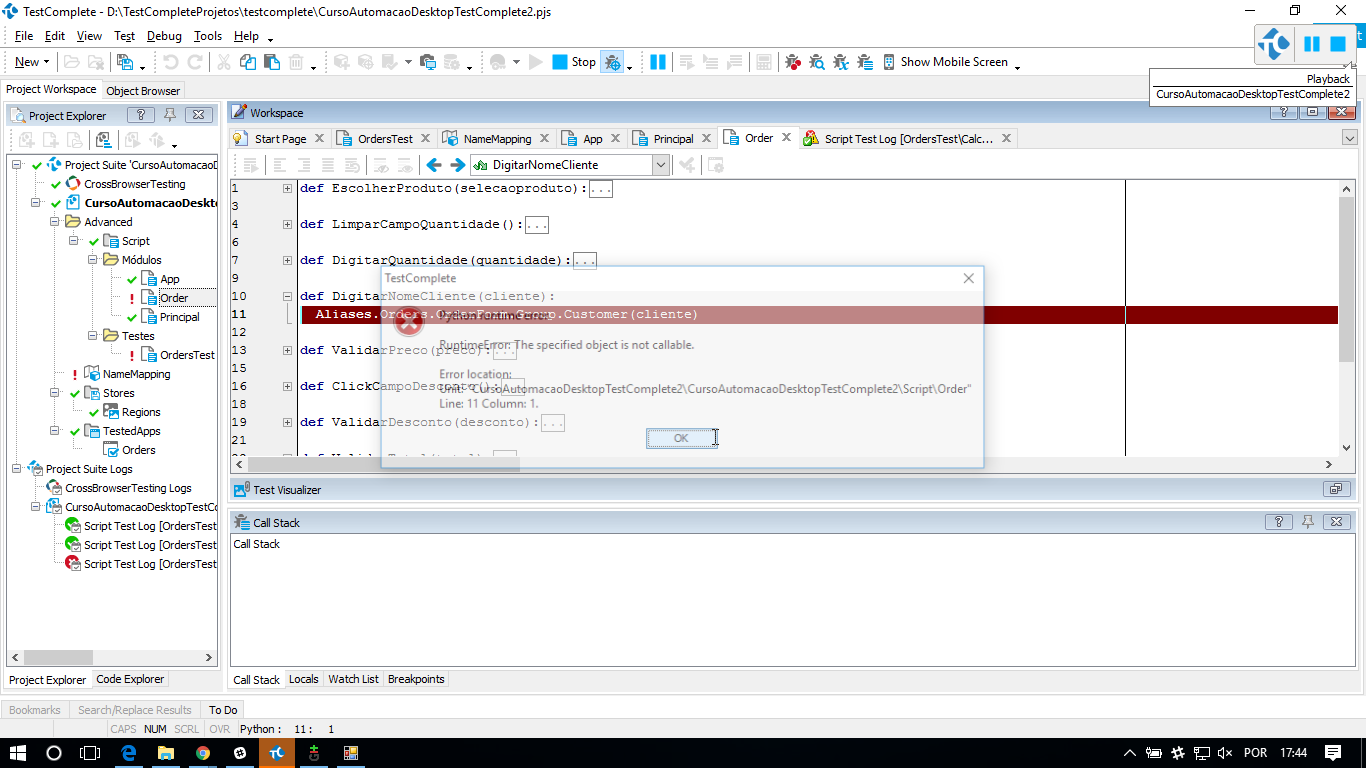 TestComplete - D:\TestCompleteProjetos\testcomplete\CursoAutomacaoDesktopTestComplete2.pjs
File Edit View Test Debug Tools Help
New Stop Show Mobile Screen
Playback
CursoAutomacaoDesktopTestComplete2
Project Workspace Object Browser
Project Explorer
Workspace
Start Page OrdersTest NameMapping App Principal Order Script Test Log [OrdersTest\Calc...
DigitarNomeCliente
Project Suite 'CursoAutomacaoD
CrossBrowserTesting
CursoAutomacaoDeskt
Advanced
Script
Módulos
App
Order
Principal
Testes
OrdersTest
NameMapping
Stores
Regions
TestedApps
Orders
Project Suite Logs
CrossBrowserTesting Logs
CursoAutomacaoDesktopTestCo
Script Test Log [OrdersTest
Script Test Log [OrdersTest
Script Test Log [OrdersTest
Project Explorer Code Explorer
1 def EscolherProduto(selecaoproduto):...
3
4 def LimparCampoQuantidade():...
6
7 def DigitarQuantidade(quantidade):...
9
10 def DigitarNomeCliente(cliente):
11 Aliases.Orders.OrderForm.Group.Customer(cliente)
12
13 def ValidarPreco(preco):...
15
16 def ClickCampoDesconto():...
18
19 def ValidarDesconto(desconto):...
21
TestComplete
Python runtime error.
RuntimeError: The specified object is not callable.
Error location:
Unit: "CursoAutomacaoDesktopTestComplete2\CursoAutomacaoDesktopTestComplete2\Script\Order"
Line: 11 Column: 1.
OK
Test Visualizer
Call Stack
Call Stack
Call Stack Locals Watch List Breakpoints
Bookmarks Search/Replace Results To Do
CAPS NUM SCRL OVR Python: 11: 1
POR 17:44